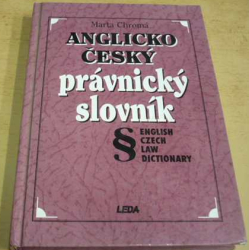 Marta Chromá
ANGLICKO
ČESKÝ
právnický
slovník
§ ENGLISH
CZECH
LAW
DICTIONARY
LEDA